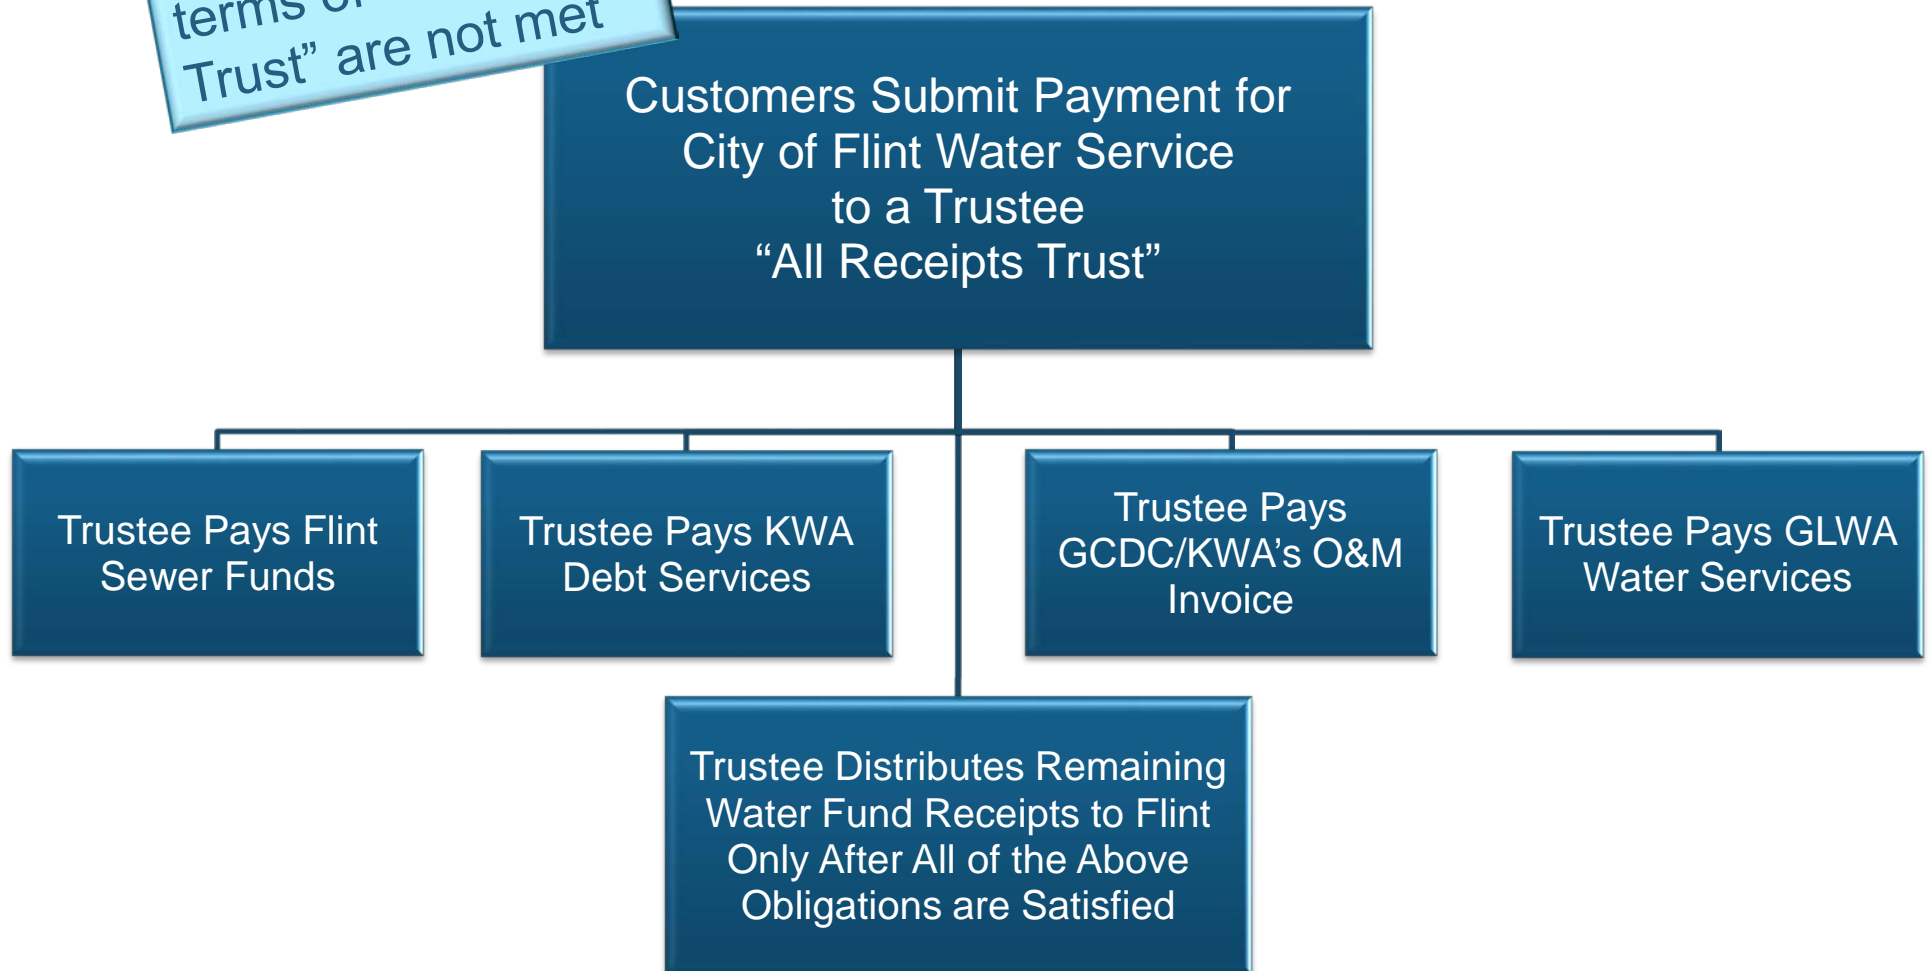 terms of
Trust” are not met
Customers Submit Payment for
City of Flint Water Service
to a Trustee
“All Receipts Trust”
Trustee Pays Flint
Sewer Funds
Trustee Pays KWA
Debt Services
Trustee Pays
GCDC/KWA’s O&M
Invoice
Trustee Pays GLWA
Water Services
Trustee Distributes Remaining
Water Fund Receipts to Flint
Only After All of the Above
Obligations are Satisfied